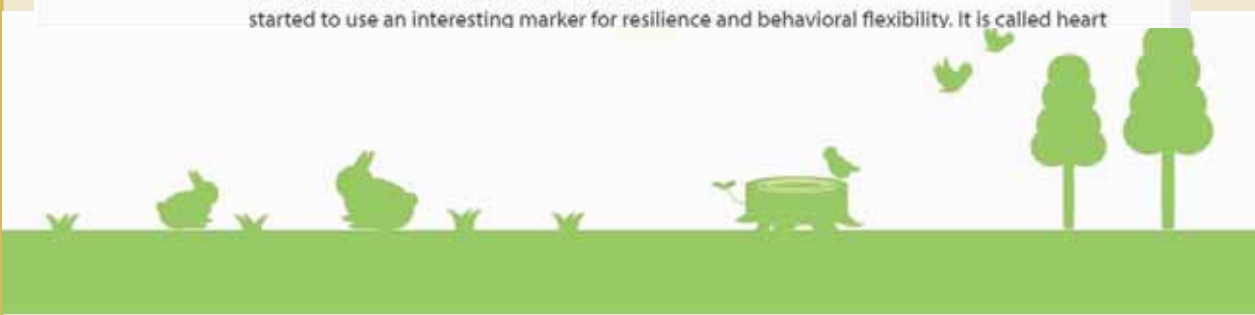 started to use an interesting marker for resilience and behavioral flexibility. It is called heart